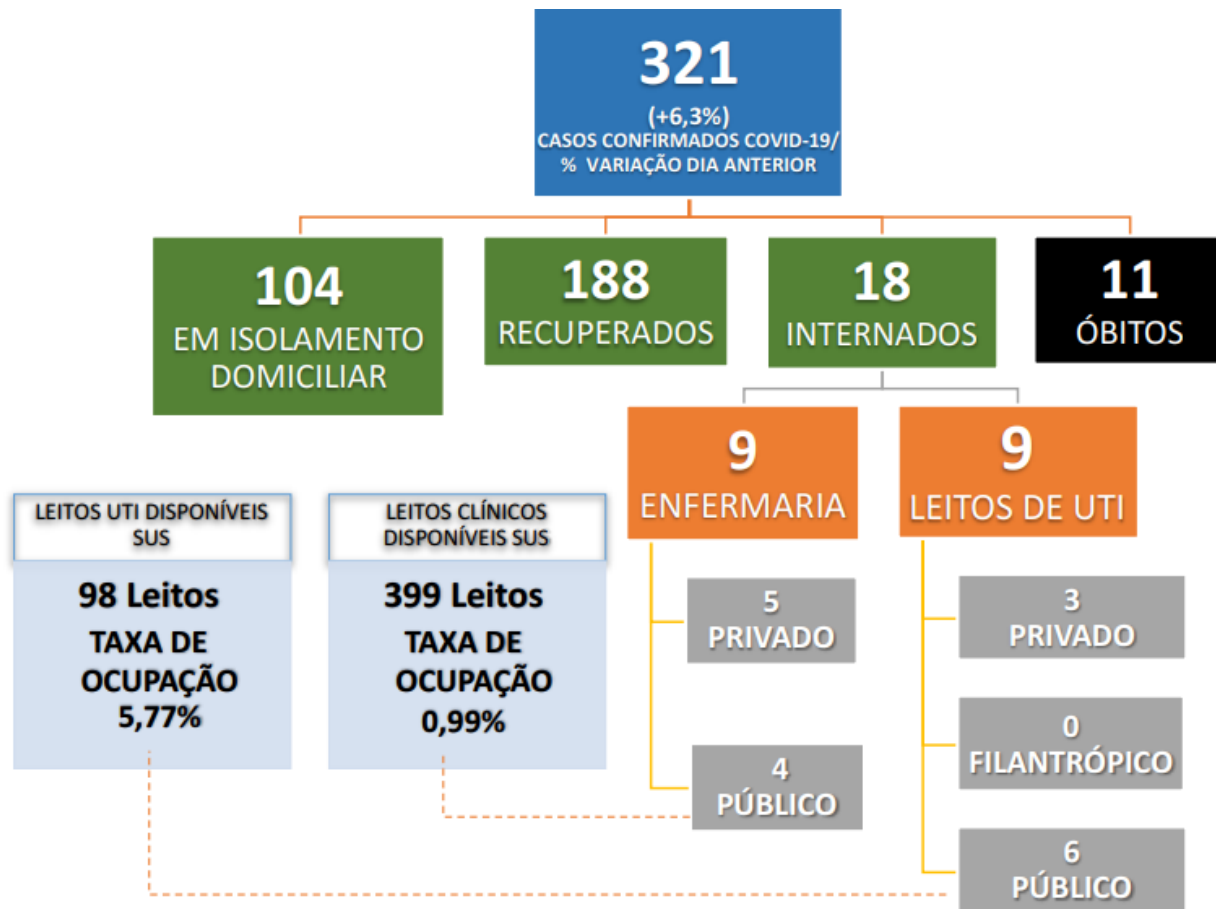 321
(+6,3%)
CASOS CONFIRMADOS COVID-19/
% VARIAÇÃO DIA ANTERIOR
104
EM ISOLAMENTO
DOMICILIAR
188
RECUPERADOS
18
INTERNADOS
11
ÓBITOS
9
ENFERMARIA
9
LEITOS DE UTI
LEITOS UTI DISPONÍVEIS
SUS
98 Leitos
TAXA DE
OCUPAÇÃO
5,77%
LEITOS CLÍNICOS
DISPONÍVEIS SUS
399 Leitos
TAXA DE
OCUPAÇÃO
0,99%
5
PRIVADO
4
PÚBLICO
3
PRIVADO
0
FILANTRÓPICO
6
PÚBLICO